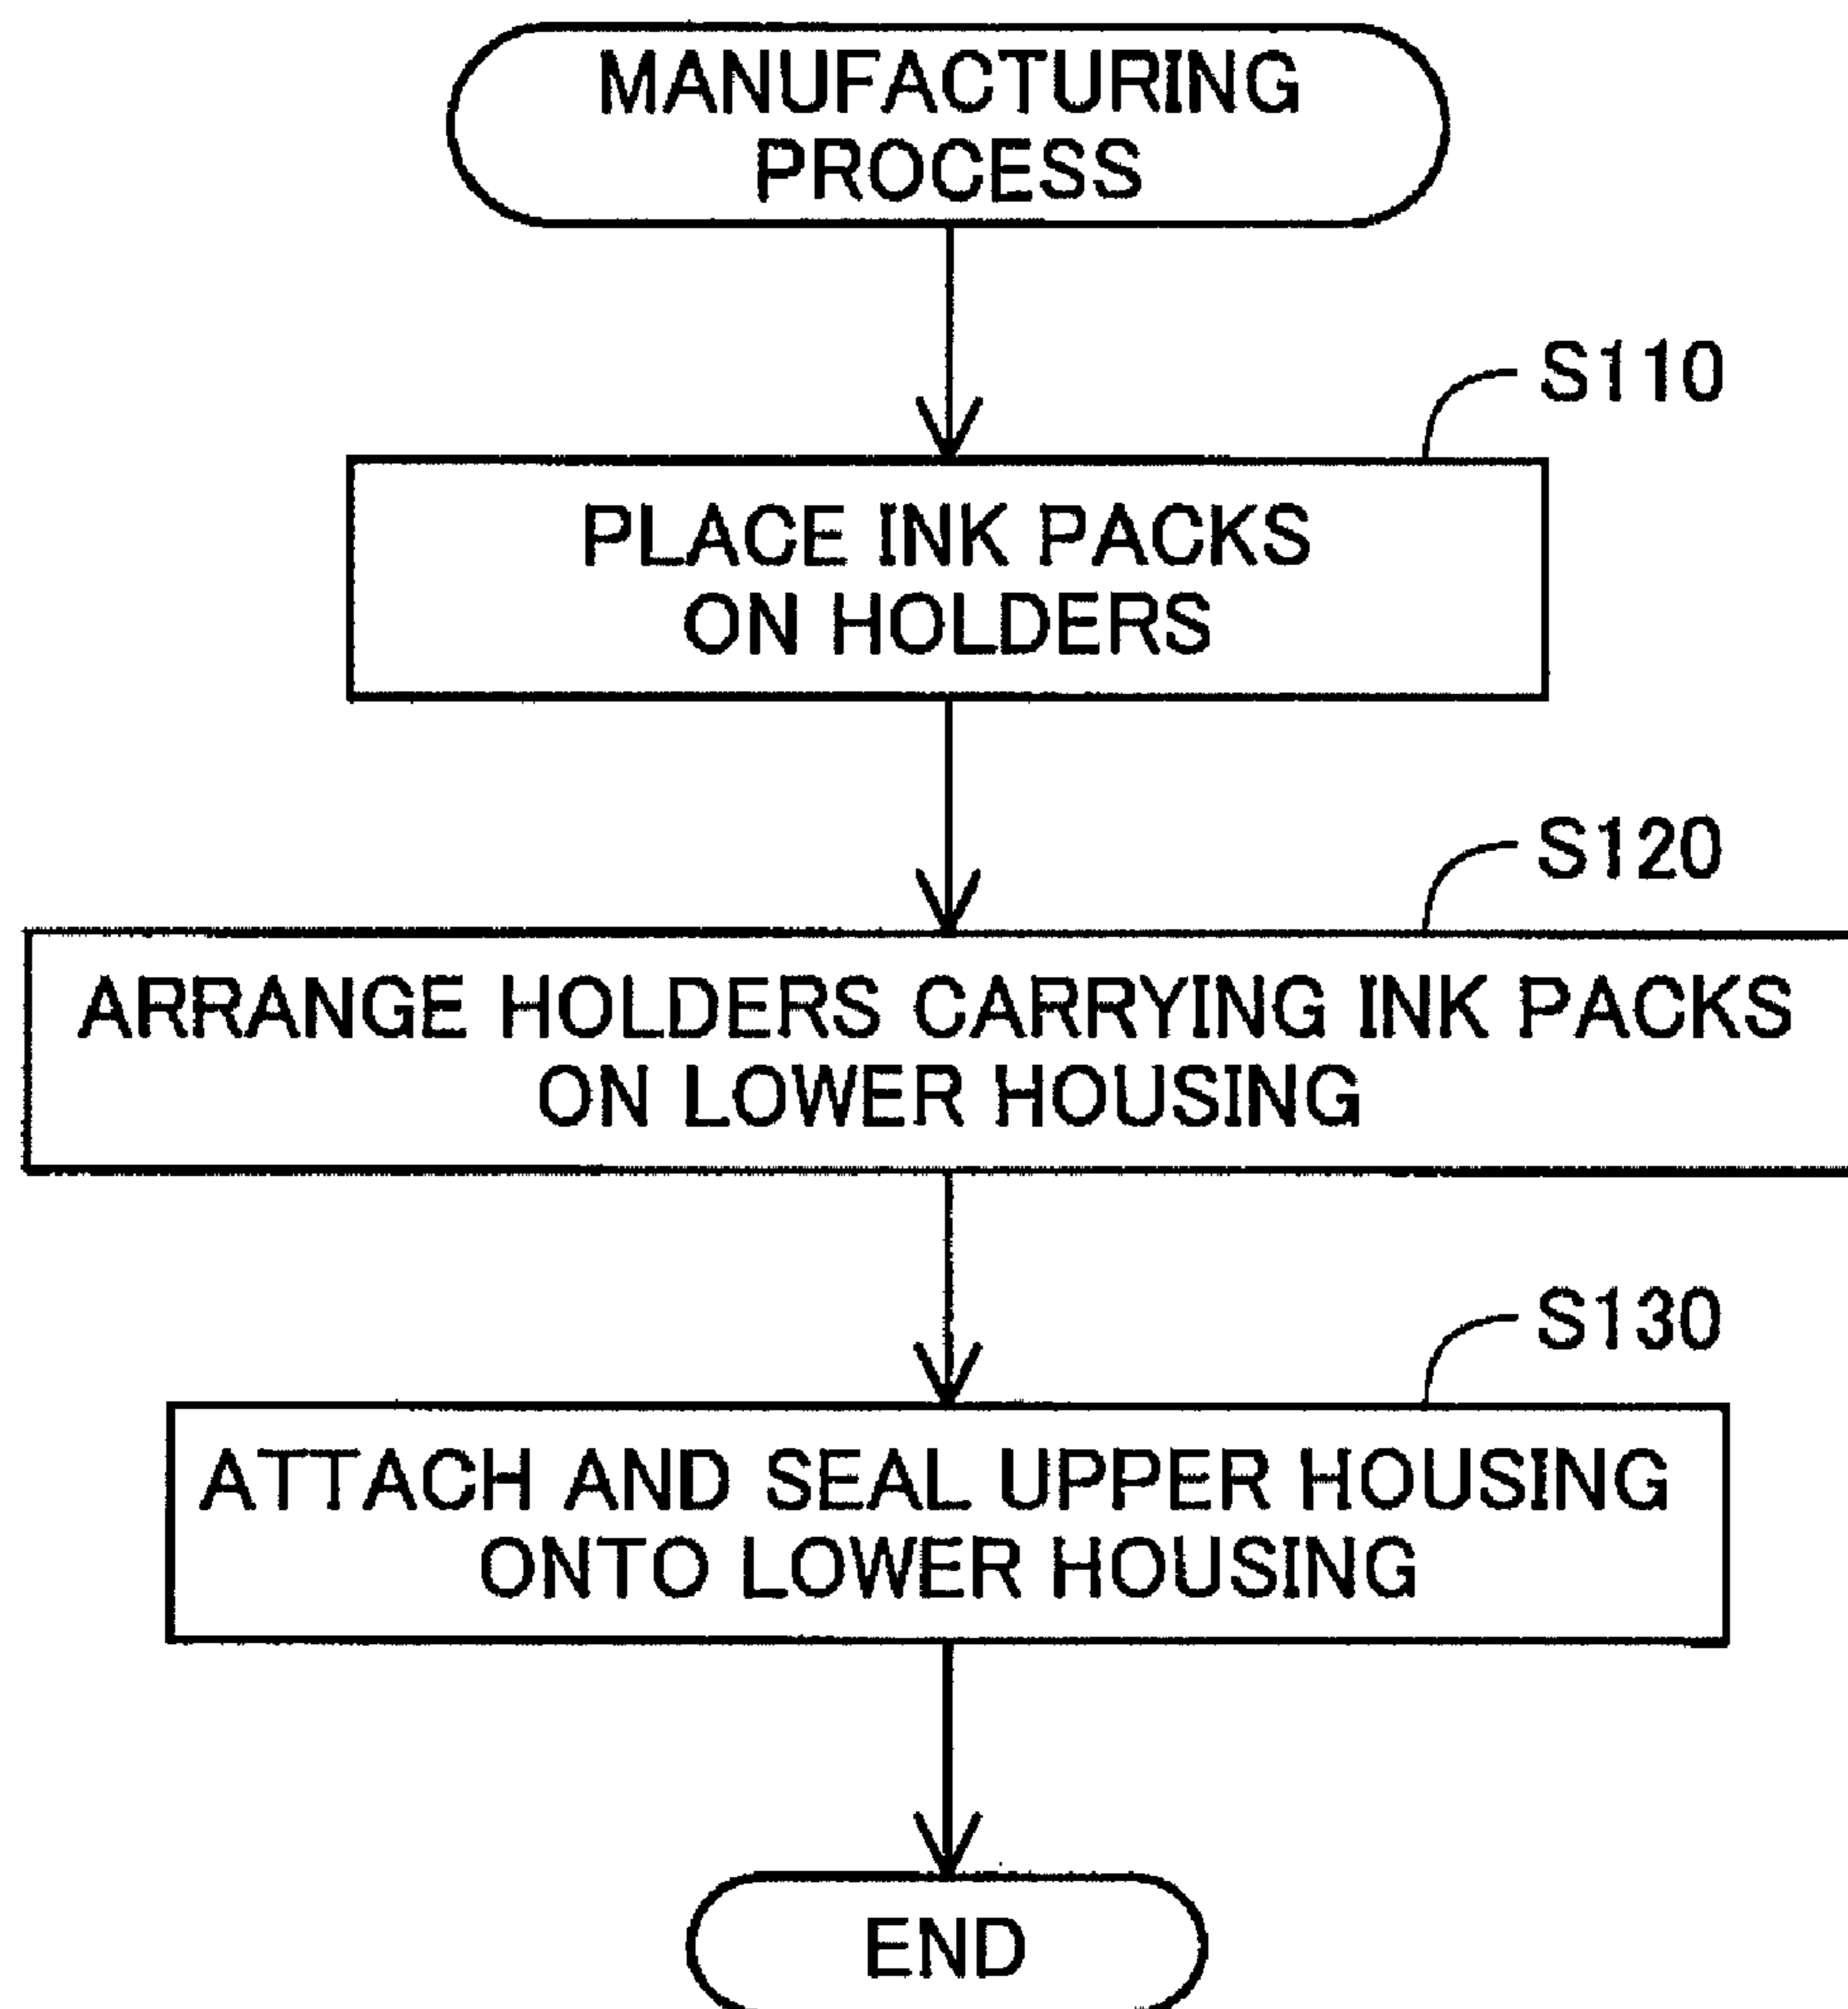 MANUFACTURING
PROCESS
S110
PLACE INK PACKS
ON HOLDERS
S120
ARRANGE HOLDERS CARRYING INK PACKS
ON LOWER HOUSING
S130
ATTACH AND SEAL UPPER HOUSING
ONTO LOWER HOUSING
END